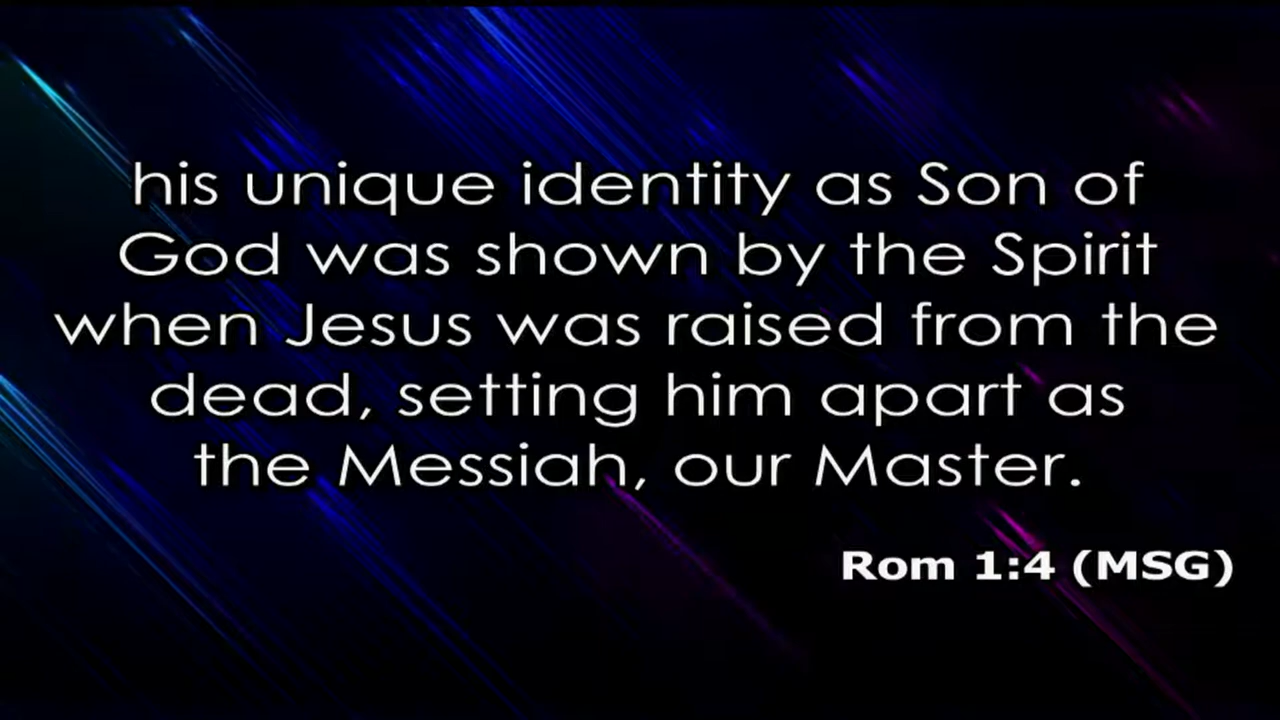 his unique identity as Son of
God was shown by the Spirit
when Jesus was raised from the
dead, setting him apart as
the Messiah, our Master.
Rom 1:4 (MSG)